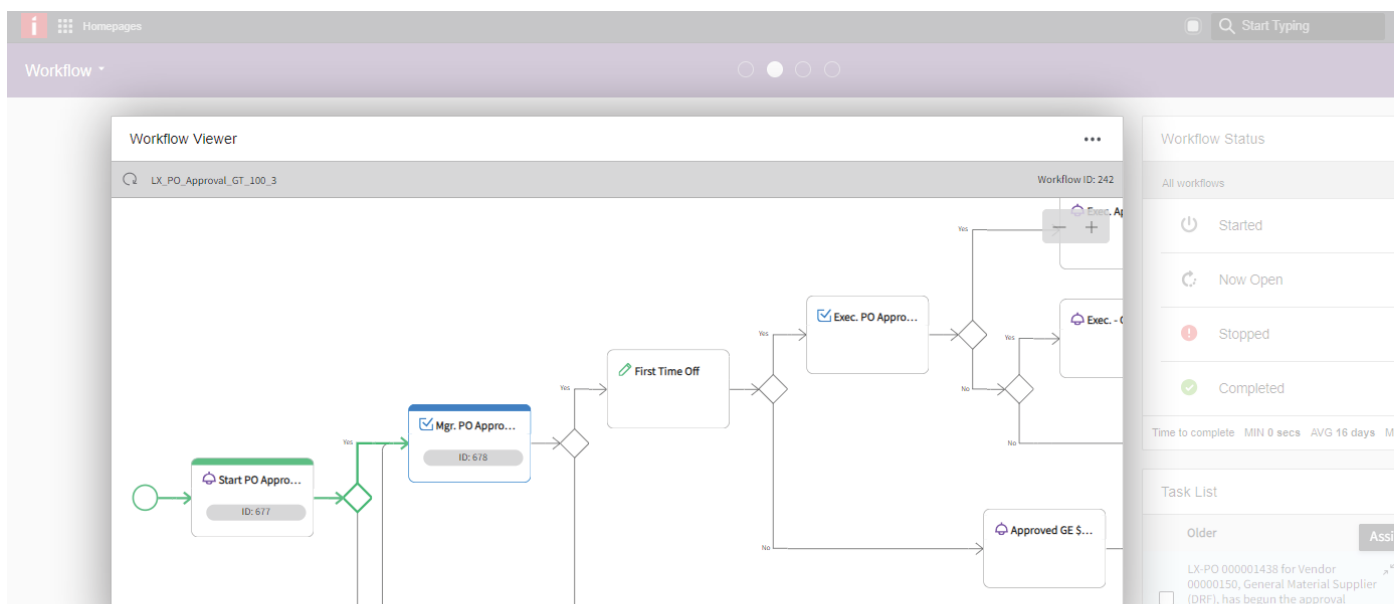 i Homepages Start Typing
Workflow
Workflow Viewer
Workflow Status
LX_PO_Approval_GT_100_3
Workflow ID: 242
All workflows
Exec. Ap
Yes
Started
Now Open
Exec. PO Appro...
Exec. - 
Yes
Yes
Stopped
First Time Off
Yes
No
Completed
Mgr. PO Appro...
Yes
No
Time to complete MIN 0 secs AVG 16 days M
ID: 678
Start PO Appro...
Task List
ID: 677
Approved GE $...
Older
Assi
No
LX-PO 000001438 for Vendor
00000150, General Material Supplier
(DRF), has begun the approval